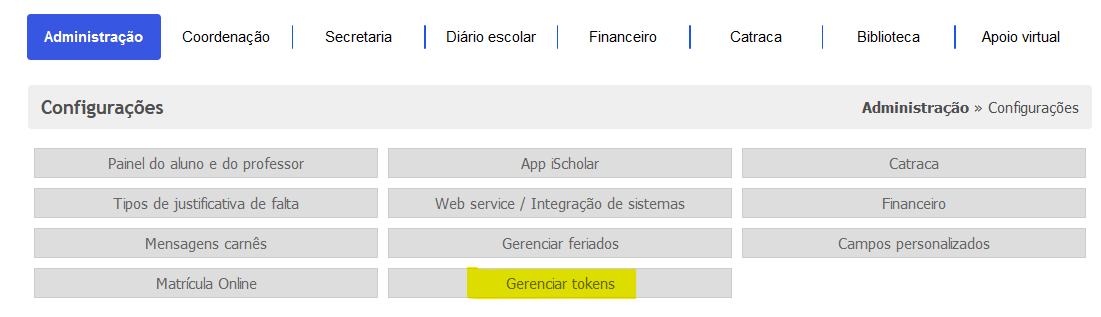 Administração Coordenação Secretaria Diário escolar Financeiro Catraca Biblioteca Apoio virtual
Configurações Administração » Configurações
Painel do aluno e do professor App iScholar Catraca
Tipos de justificativa de falta Web service / Integração de sistemas Financeiro
Mensagens carnês Gerenciar feriados Campos personalizados
Matrícula Online Gerenciar tokens